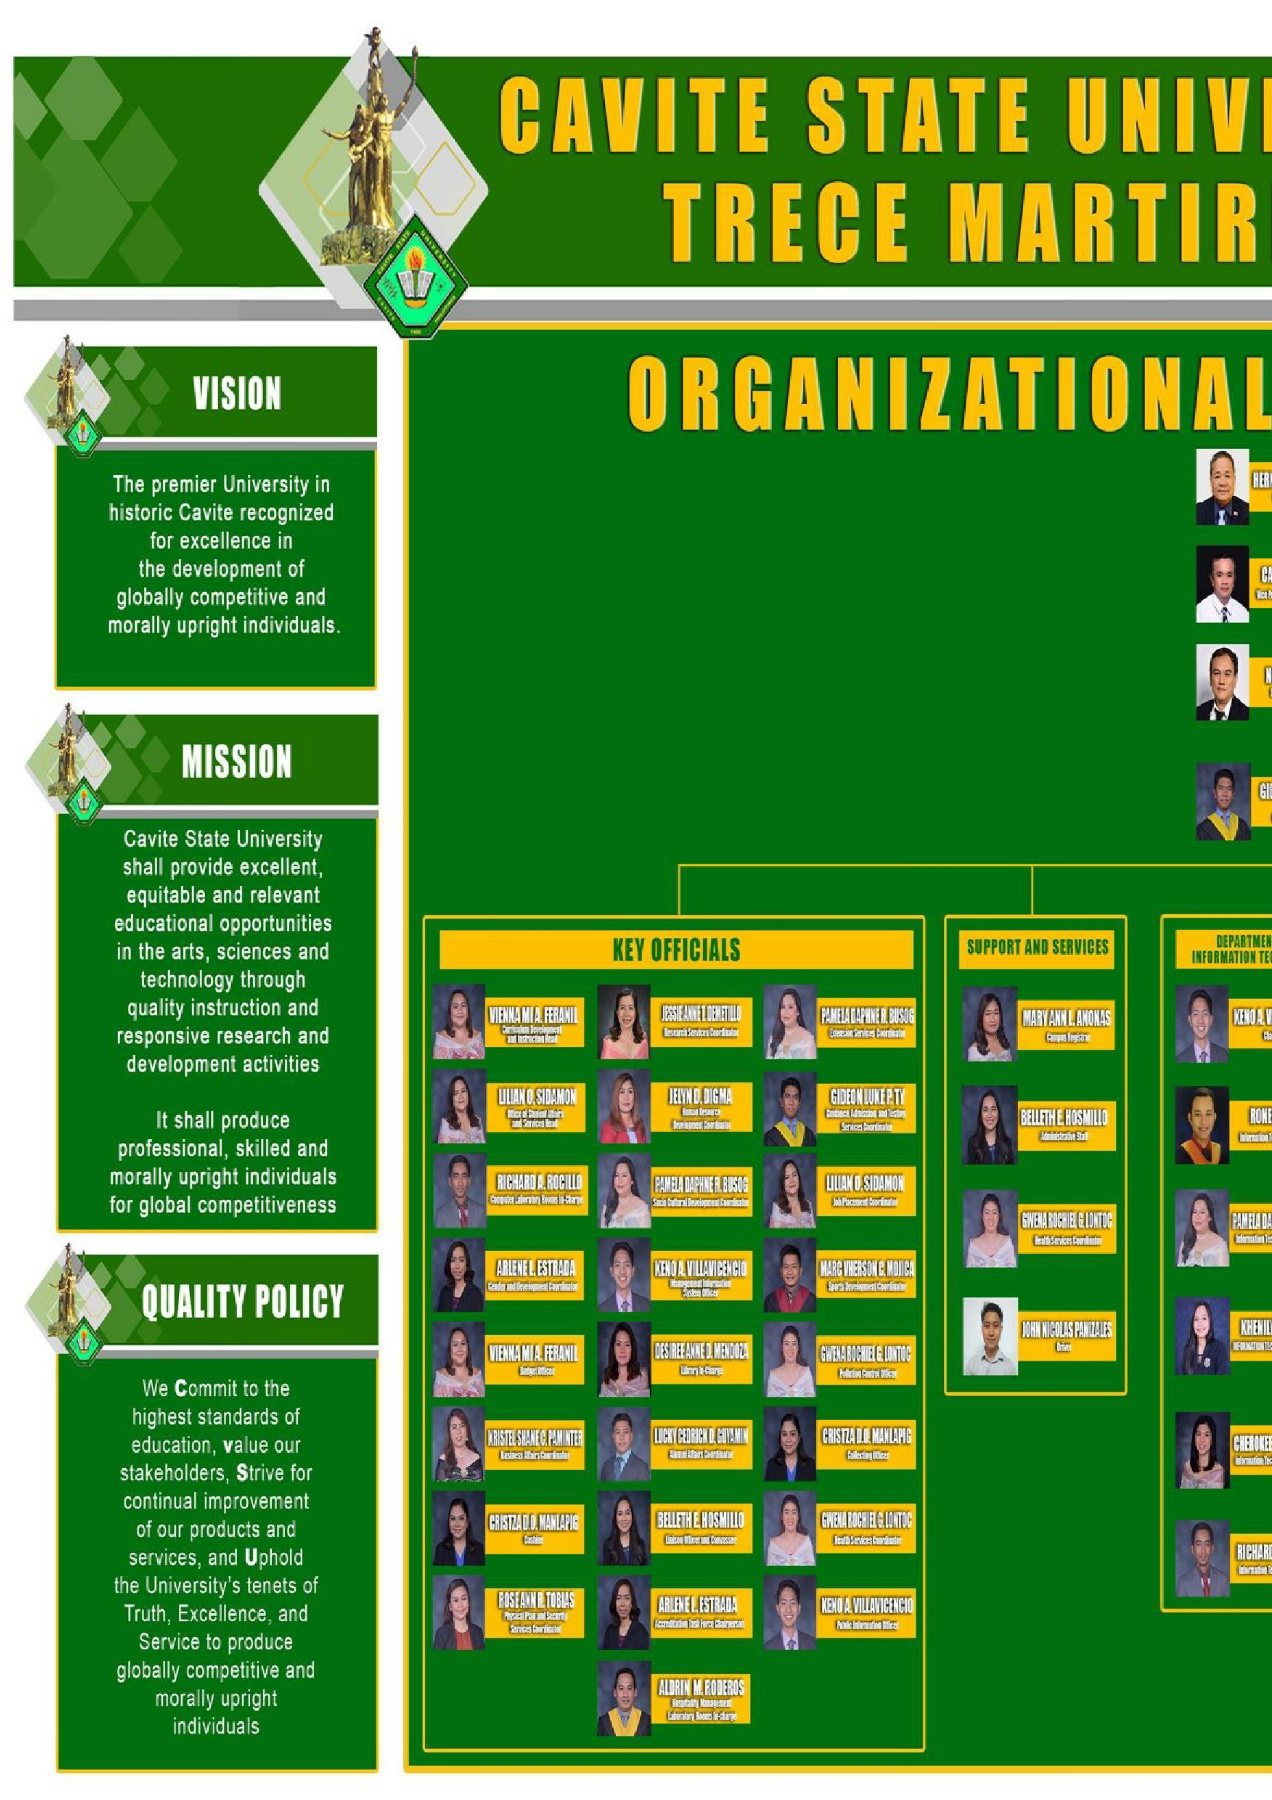 CAVITE STATE UNIV
TRECE MARTIR
VISION
The premier University in
historic Cavite recognized
for excellence in
the development of
globally competitive and
morally upright individuals.
MISSION
Cavite State University
shall provide excellent,
equitable and relevant
educational opportunities
in the arts, sciences and
technology through
quality instruction and
responsive research and
development activities
It shall produce
professional, skilled and
morally upright individuals
for global competitiveness
QUALITY POLICY
We Commit to the
highest standards of
education, value our
stakeholders, Strive for
continual improvement
of our products and
services, and Uphold
the University's tenets of
Truth, Excellence, and
Service to produce
globally competitive and
morally upright
individuals
ORGANIZATIONAL
HER
CA
Vice P
N
GI
KEY OFFICIALS
VIENNA MI A. FERANIL
Curriculum Development
and Instruction Head
JESSIE ANNE T. DEMETILLO
Research Services Coordinator
PAMELA DAPHNE R. BUSOG
Extension Services Coordinator
LILIAN O. SIDAMON
Office of Student Affairs
and Services Head
JEIYN D. DIGMA
Human Resource
Development Coordinator
GIDEON LUKE P. TY
Guidance Admission and Testing
Services Coordinator
RICHARD A. ROCILLO
Computer Laboratory Rooms In-Charge
PAMELA DAPHNE R. BUSOG
Socio Cultural Development Coordinator
LILIAN O. SIDAMON
Job Placement Coordinator
ARLENE L. ESTRADA
Gender and Development Coordinator
KENO A. VILLAVICENCIO
Management Information
System Officer
MARC VHERSON C. MOJICA
Sports Development Coordinator
VIENNA MI A. FERANIL
Budget Officer
DESIREE ANNE D. MENDOZA
Library In-Charge
GWENA ROCHIEL G. LONTOC
Pollution Control Officer
KRISTEL SHANE C. PAMINTER
Business Affairs Coordinator
LUCKY CEDRICK D. GUYAMIN
Alumni Affairs Coordinator
CRISTZA D.O. MANLAPIG
Collecting Officer
CRISTZA D.O. MANLAPIG
Cashier
BELLETH E. HOSMILLO
Liaison Officer and Canvasser
GWENA ROCHIEL G. LONTOC
Health Services Coordinator
ROSEANN R. TOBIAS
Physical Plan and Security
Services Coordinator
ARLENE L. ESTRADA
Accreditation Task Force Chairperson
KENO A. VILLAVICENCIO
Public Information Officer
ALDRIN M. RODEROS
Hospitality Management
Laboratory Rooms In-charge
SUPPORT AND SERVICES
MARY ANN L. ANONAS
Campus Registrar
BELLETH E. HOSMILLO
Administrative Staff
GWENA ROCHIEL G. LONTOC
Health Services Coordinator
JOHN NICOLAS PANIZALES
Driver
DEPARTMEN
INFORMATION TEC
KENO A. V
Cha
RONE
Information T
PAMELA DA
Information Tec
KHENIL
INFORMATION TEC
CHEROKEE
Information Tec
RICHARD
Information T